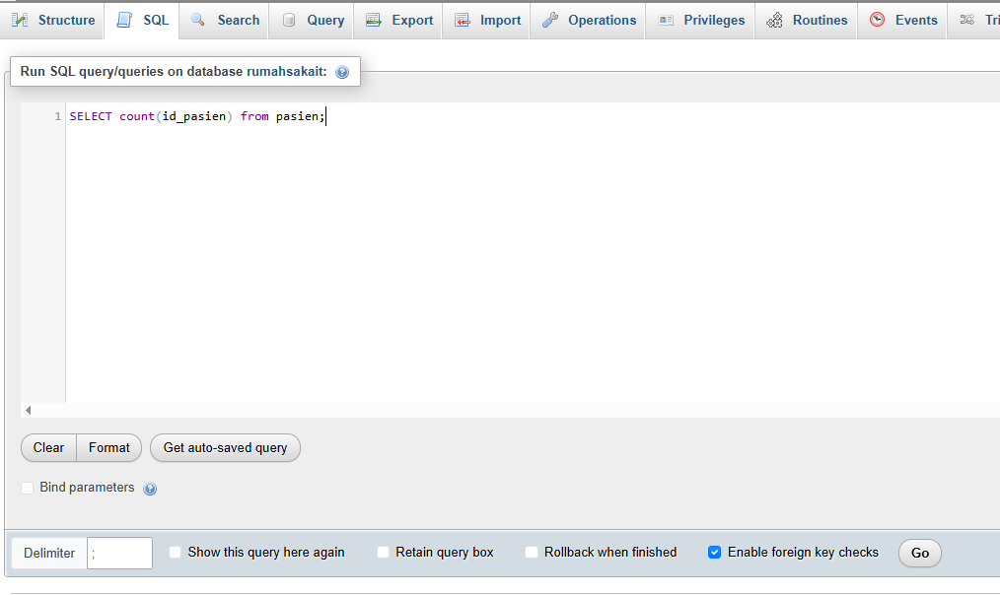 Structure SQL Search Query Export Import Operations Privileges Routines Events Tri
Run SQL query/queries on database rumahsakait:
1 SELECT count(id_pasien) from pasien;
Clear Format Get auto-saved query
Bind parameters
Delimiter ; Show this query here again Retain query box Rollback when finished Enable foreign key checks Go